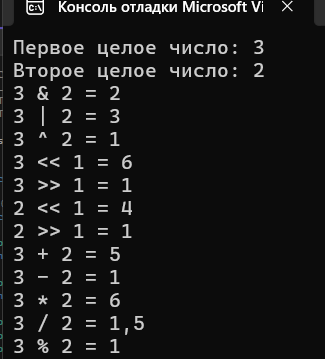 Консоль отладки Microsoft Vi
Первое целое число: 3
Второе целое число: 2
3 & 2 = 2
3 | 2 = 3
3 ^ 2 = 1
3 << 1 = 6
3 >> 1 = 1
2 << 1 = 4
2 >> 1 = 1
3 + 2 = 5
3 - 2 = 1
3 * 2 = 6
3 / 2 = 1,5
3 % 2 = 1